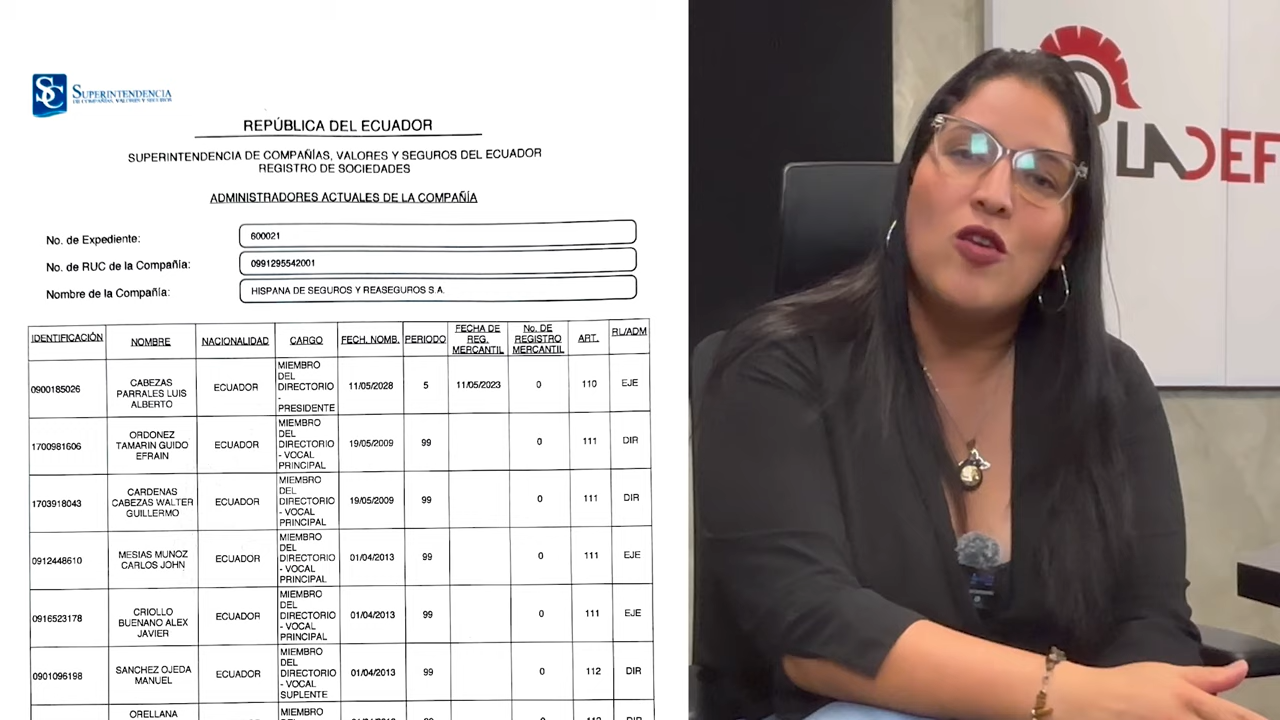 SC SUPERINTENDENCIA
DE COMPAÑÍAS, VALORES Y SEGUROS
REPÚBLICA DEL ECUADOR
SUPERINTENDENCIA DE COMPAÑÍAS, VALORES Y SEGUROS DEL ECUADOR
REGISTRO DE SOCIEDADES
ADMINISTRADORES ACTUALES DE LA COMPAÑÍA
No. de Expediente: 600021
No. de RUC de la Compañía: 0991295542001
Nombre de la Compañía: HISPANA DE SEGUROS Y REASEGUROS S.A.
IDENTIFICACIÓN NOMBRE NACIONALIDAD CARGO FECH. NOMB. PERIODO FECHA DE REG. MERCANTIL No. DE REGISTRO MERCANTIL ART. RL/ADM
0900185026 CABEZAS PARRALES LUIS ALBERTO ECUADOR MIEMBRO DEL DIRECTORIO - PRESIDENTE 11/05/2028 5 11/05/2023 0 110 EJE
1700981606 ORDONEZ TAMARIN GUIDO EFRAIN ECUADOR MIEMBRO DEL DIRECTORIO - VOCAL PRINCIPAL 19/05/2009 99 0 111 DIR
1703918043 CARDENAS CABEZAS WALTER GUILLERMO ECUADOR MIEMBRO DEL DIRECTORIO - VOCAL PRINCIPAL 19/05/2009 99 0 111 DIR
0912448610 MESIAS MUNOZ CARLOS JOHN ECUADOR MIEMBRO DEL DIRECTORIO - VOCAL PRINCIPAL 01/04/2013 99 0 111 EJE
0916523178 CRIOLLO BUENANO ALEX JAVIER ECUADOR MIEMBRO DEL DIRECTORIO - VOCAL PRINCIPAL 01/04/2013 99 0 111 EJE
0901096198 SANCHEZ OJEDA MANUEL ECUADOR MIEMBRO DEL DIRECTORIO - VOCAL SUPLENTE 01/04/2013 99 0 112 DIR
ORELLANA MIEMBRO
LADEF